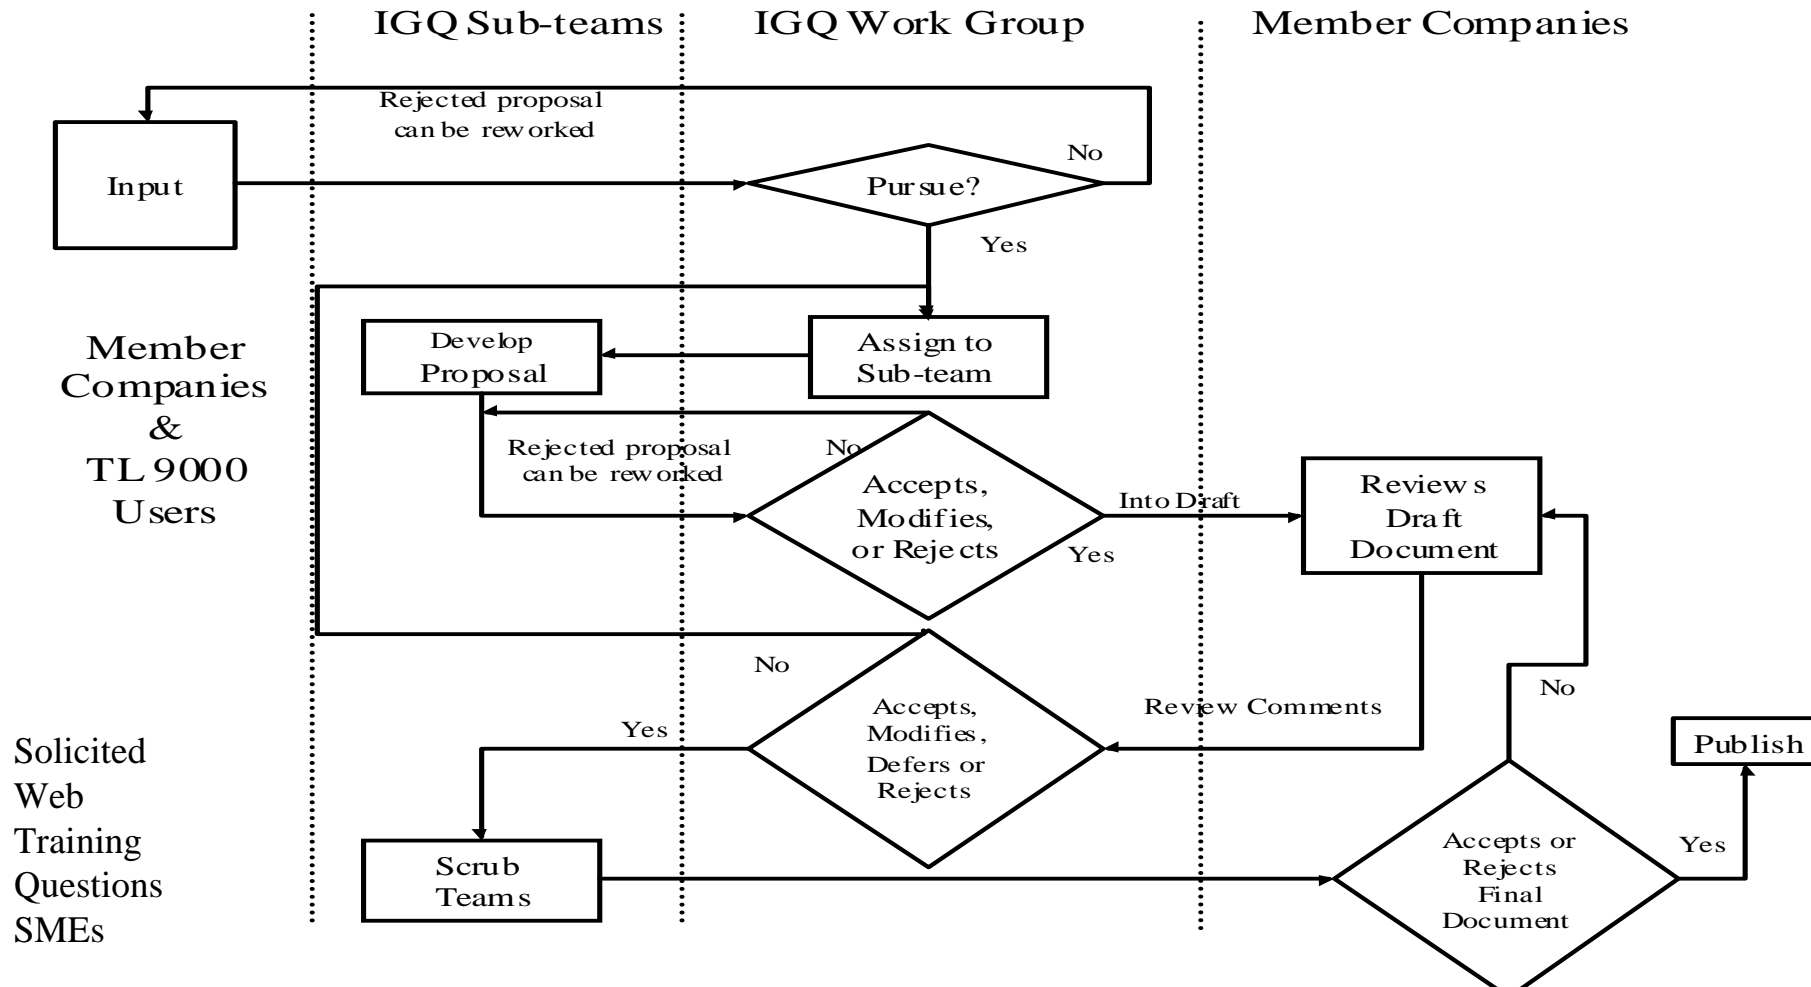 IGQ Sub-teams
IGQ Work Group
Member Companies
Rejected proposal
can be reworked
No
Input
Pursue?
Yes
Member
Companies
&
TL 9000
Users
Develop
Proposal
Assign to
Sub-team
Rejected proposal
can be reworked
No
Accepts,
Modifies,
or Rejects
Into Draft
Yes
Reviews
Draft
Document
No
Accepts,
Modifies,
Defers or
Rejects
Yes
Review Comments
No
Publish
Solicited
Web
Training
Questions
SMEs
Scrub
Teams
Accepts or
Rejects
Final
Document
Yes